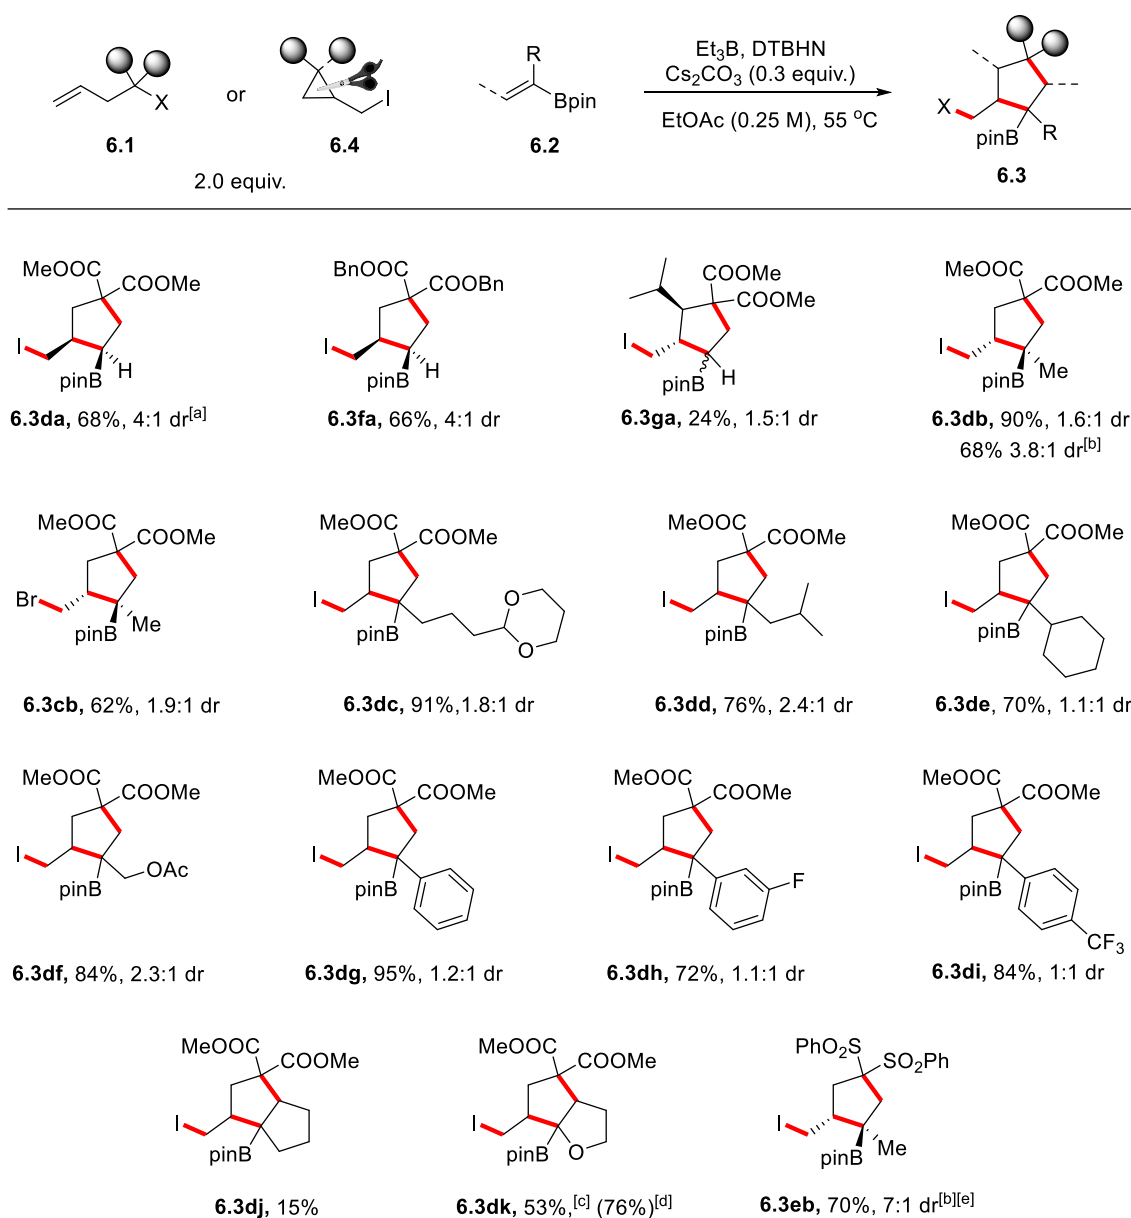 R
Bpin
X
or
I
6.1
6.4
6.2
2.0 equiv.
Et3B, DTBHN
Cs2CO3 (0.3 equiv.)
EtOAc (0.25 M), 55 oC
X
pinB
R
6.3
MeOOC
COOMe
I
H
pinB
6.3da, 68%, 4:1 dr[a]
BnOOC
COOBn
I
H
pinB
6.3fa, 66%, 4:1 dr
COOMe
COOMe
I
H
pinB
6.3ga, 24%, 1.5:1 dr
MeOOC
COOMe
I
Me
pinB
6.3db, 90%, 1.6:1 dr
68% 3.8:1 dr[b]
MeOOC
COOMe
Br
Me
pinB
6.3cb, 62%, 1.9:1 dr
MeOOC
COOMe
I
O
pinB
O
6.3dc, 91%,1.8:1 dr
MeOOC
COOMe
I
pinB
6.3dd, 76%, 2.4:1 dr
MeOOC
COOMe
I
pinB
6.3de, 70%, 1.1:1 dr
MeOOC
COOMe
I
OAc
pinB
6.3df, 84%, 2.3:1 dr
MeOOC
COOMe
I
pinB
6.3dg, 95%, 1.2:1 dr
MeOOC
COOMe
I
F
pinB
6.3dh, 72%, 1.1:1 dr
MeOOC
COOMe
I
pinB
CF3
6.3di, 84%, 1:1 dr
MeOOC
COOMe
I
pinB
6.3dj, 15%
MeOOC
COOMe
I
pinB
O
6.3dk, 53%,[c] (76%)[d]
PhO2S
SO2Ph
I
Me
pinB
6.3eb, 70%, 7:1 dr[b][e]